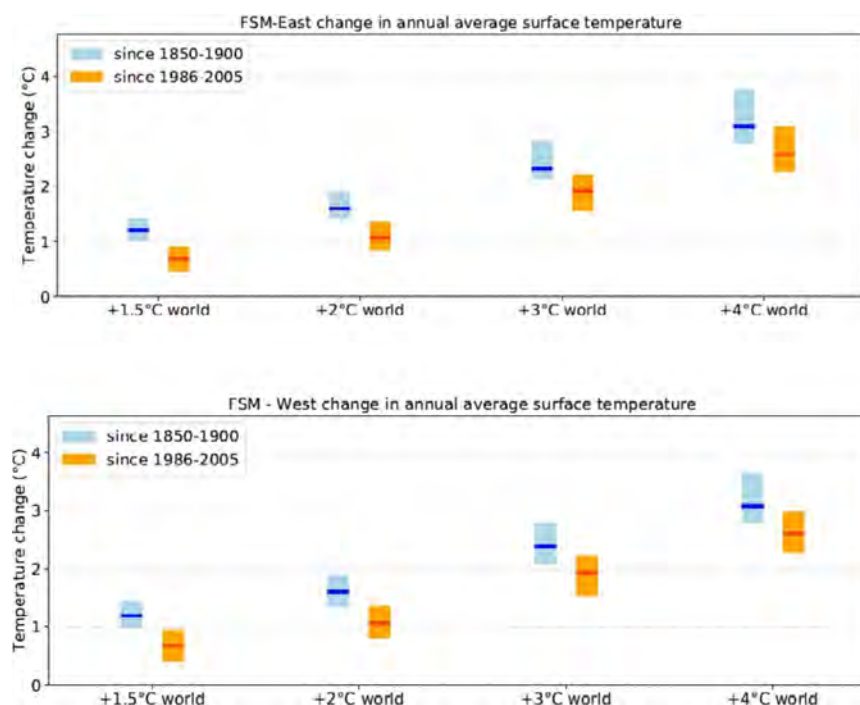 FSM-East change in annual average surface temperature
since 1850-1900
since 1986-2005
Temperature change (°C)
4
3
2
1
0
+1.5°C world
+2°C world
+3°C world
+4°C world
FSM - West change in annual average surface temperature
since 1850-1900
since 1986-2005
Temperature change (°C)
4
3
2
1
0
+1.5°C world
+2°C world
+3°C world
+4°C world